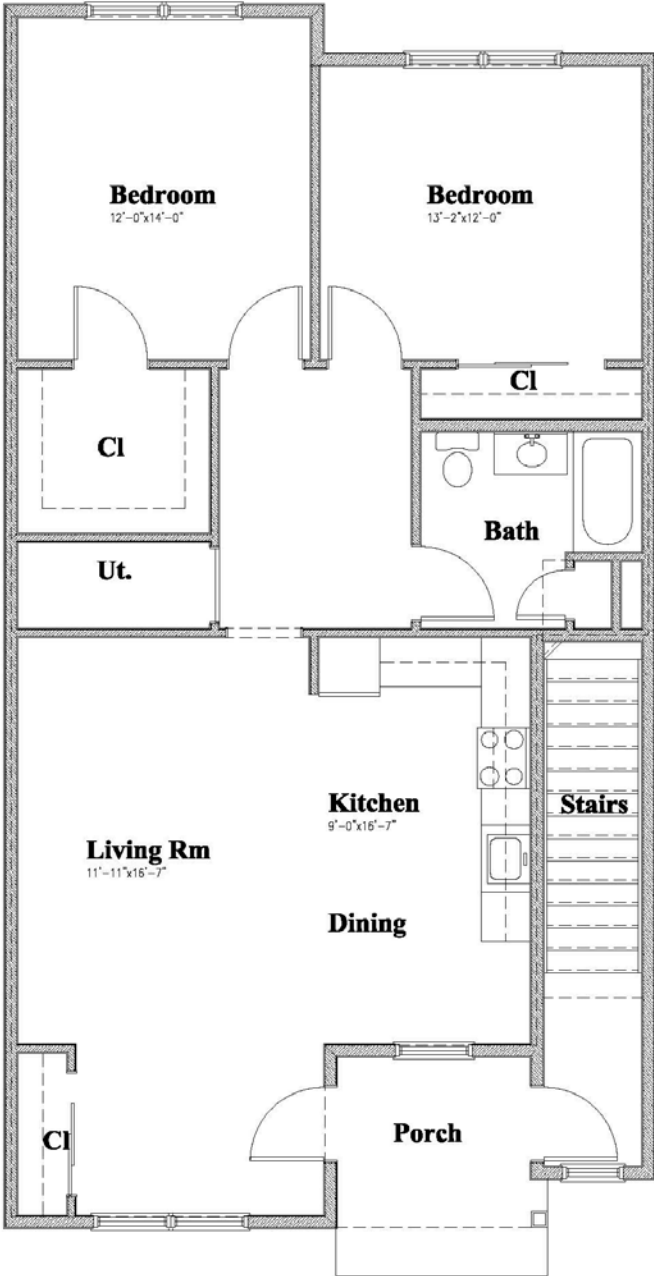 Bedroom
12'-0"x14'-0"
Bedroom
13'-2"x12'-0"
Cl
Cl
Bath
Ut.
Kitchen
9'-0"x16'-7"
Stairs
Living Rm
11'-11"x16'-7"
Dining
Cl
Porch